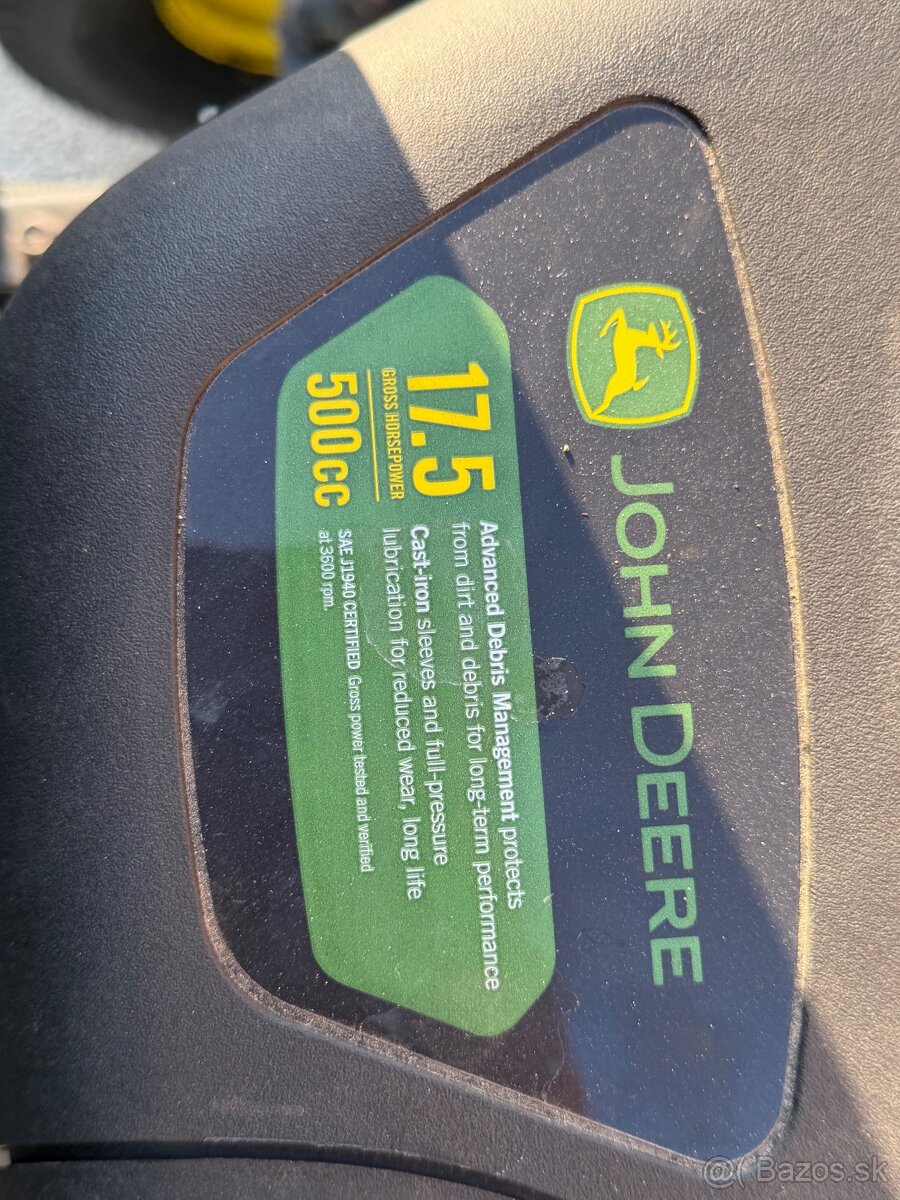 JOHN DEERE
17.5
GROSS HORSEPOWER
500cc
Advanced Debris Management protects
from dirt and debris for long-term performance
Cast-iron sleeves and full-pressure
lubrication for reduced wear, long life
SAE J1940 CERTIFIED Gross power tested and verified
at 3600 rpm.
@ Bazos.sk